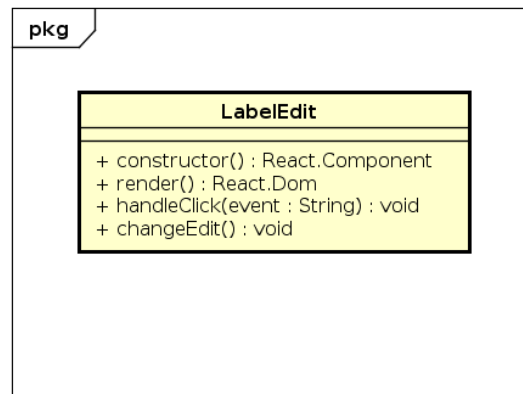 pkg
LabelEdit
+ constructor() : React.Component
+ render() : React.Dom
+ handleClick(event : String) : void
+ changeEdit() : void